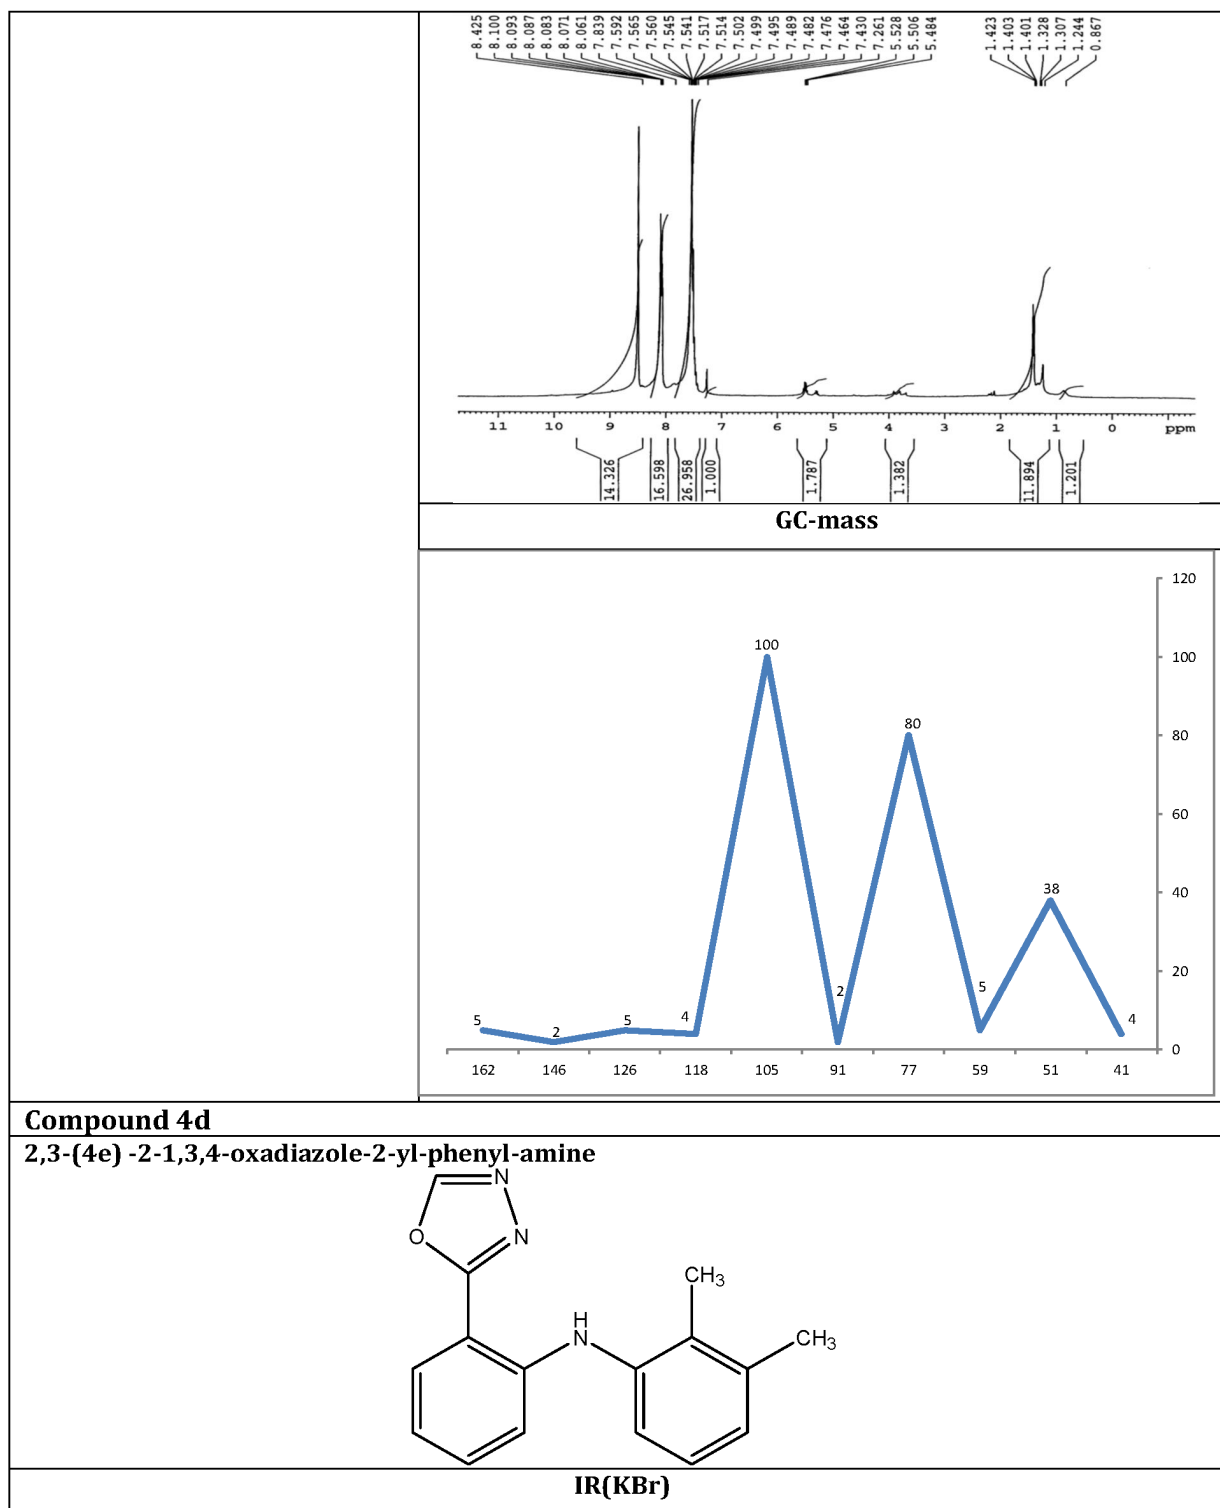 8.425 8.100 8.093 8.087 8.083 8.071 8.061 7.839 7.592 7.565 7.560 7.545 7.541 7.517 7.514 7.502 7.499 7.495 7.489 7.482 7.476 7.464 7.430 7.261 5.528 5.506 5.484 1.423 1.403 1.401 1.328 1.307 1.244 0.867
11 10 9 8 7 6 5 4 3 2 1 0 ppm
14.326 16.598 26.958 1.000 1.787 1.382 11.894 1.201
GC-mass
120
100
100
80
80
60
40
38
20
5 2 5 4 2 5 4
0
162 146 126 118 105 91 77 59 51 41
Compound 4d
2,3-(4e) -2-1,3,4-oxadiazole-2-yl-phenyl-amine
N
O N
CH3
H
N CH3
IR(KBr)